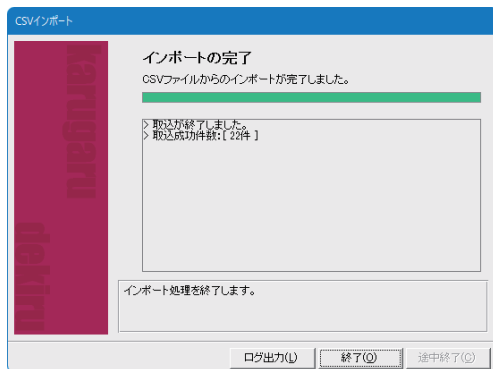 CSVインポート
karugaru
dekiru
インポートの完了
CSVファイルからのインポートが完了しました。
> 取込が終了しました。
> 取込成功件数:[ 22件 ]
インポート処理を終了します。
ログ出力(L)
終了(O)
途中終了(C)